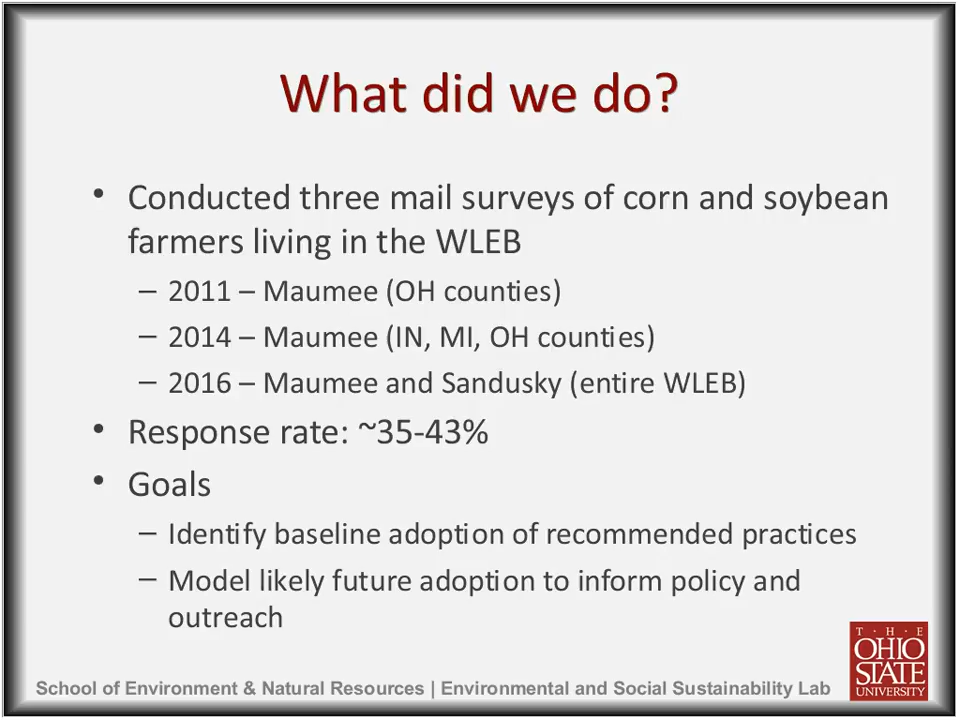 What did we do?
• Conducted three mail surveys of corn and soybean
farmers living in the WLEB
– 2011 – Maumee (OH counties)
– 2014 – Maumee (IN, MI, OH counties)
– 2016 – Maumee and Sandusky (entire WLEB)
• Response rate: ~35-43%
• Goals
– Identify baseline adoption of recommended practices
– Model likely future adoption to inform policy and
outreach
T · H · E
OHIO
STATE
UNIVERSITY
School of Environment & Natural Resources | Environmental and Social Sustainability Lab